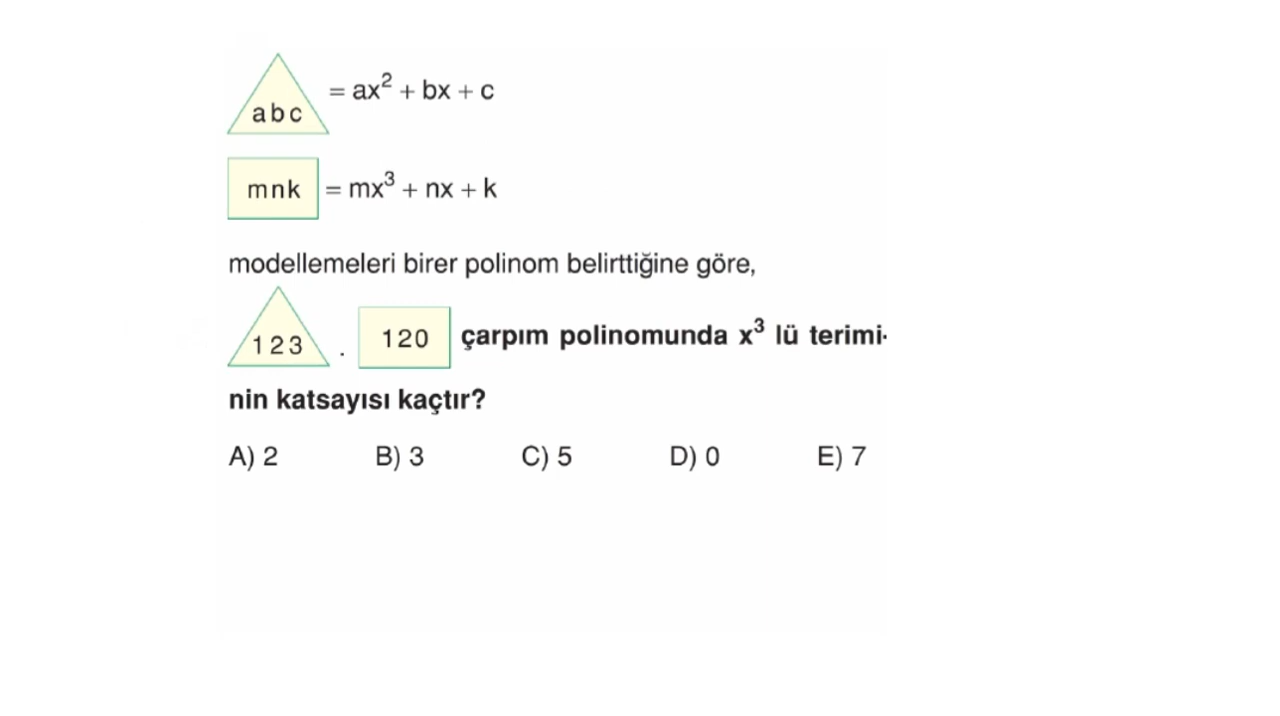 abc = ax² + bx + c
mnk = mx³ + nx + k
modellemeleri birer polinom belirttiğine göre,
123 . 120 çarpım polinomunda x³ lü terimi-
nin katsayısı kaçtır?
A) 2 B) 3 C) 5 D) 0 E) 7